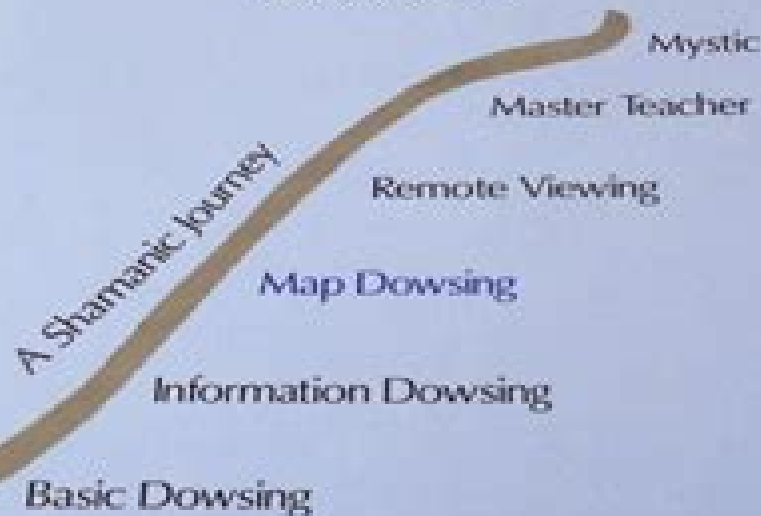 Mystic
Master Teacher
Remote Viewing
A Shamanic Journey
Map Dowsing
Information Dowsing
Basic Dowsing